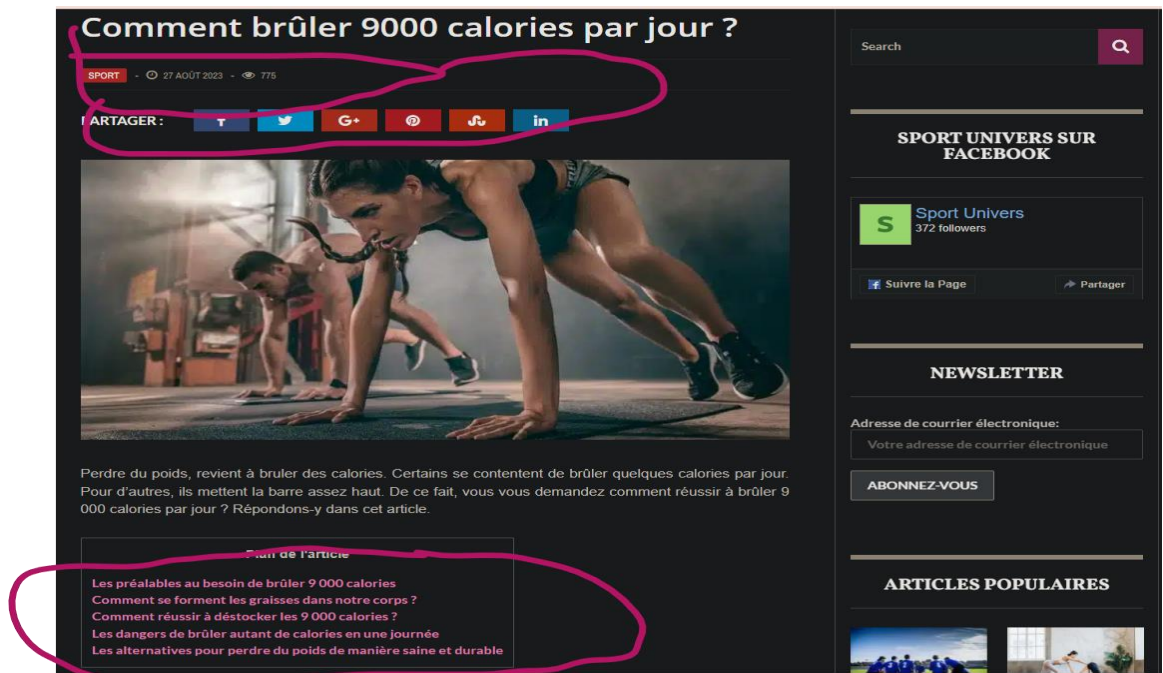 Comment brûler 9000 calories par jour ?
SPORT - 27 AOÛT 2023 - 775
PARTAGER :
G+
in
Perdre du poids, revient à bruler des calories. Certains se contentent de brûler quelques calories par jour.
Pour d'autres, ils mettent la barre assez haut. De ce fait, vous vous demandez comment réussir à brûler 9
000 calories par jour ? Répondons-y dans cet article.
Plan de l'article
Les préalables au besoin de brûler 9 000 calories
Comment se forment les graisses dans notre corps ?
Comment réussir à déstocker les 9 000 calories ?
Les dangers de brûler autant de calories en une journée
Les alternatives pour perdre du poids de manière saine et durable
Search
SPORT UNIVERS SUR
FACEBOOK
S
Sport Univers
372 followers
Suivre la Page
Partager
NEWSLETTER
Adresse de courrier électronique:
Votre adresse de courrier électronique
ABONNEZ-VOUS
ARTICLES POPULAIRES